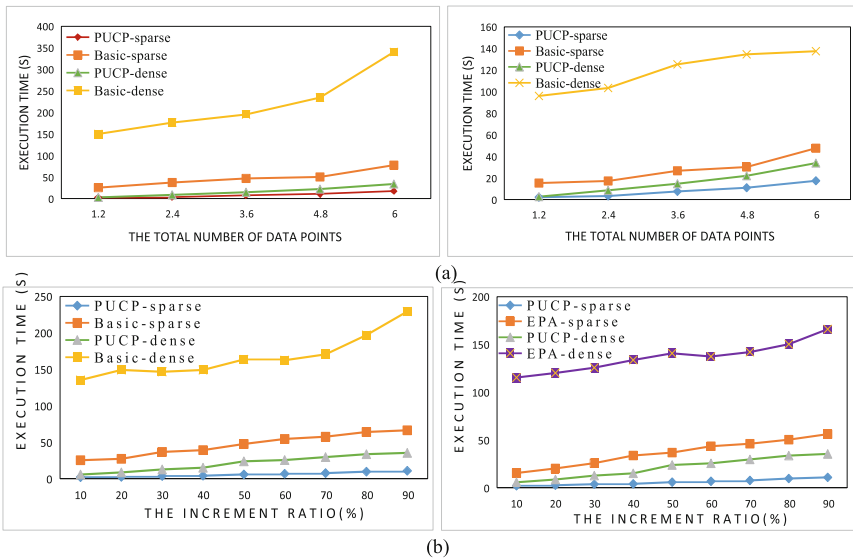 400
350
300
250
200
150
100
50
0
EXECUTION TIME (S)
PUCP-sparse
Basic-sparse
PUCP-dense
Basic-dense
1.2 2.4 3.6 4.8 6
THE TOTAL NUMBER OF DATA POINTS
160
140
120
100
80
60
40
20
0
EXECUTION TIME (S)
PUCP-sparse
Basic-sparse
PUCP-dense
Basic-dense
1.2 2.4 3.6 4.8 6
THE TOTAL NUMBER OF DATA POINTS
(a)
250
200
150
100
50
0
EXECUTION TIME (S)
PUCP-sparse
Basic-sparse
PUCP-dense
Basic-dense
10 20 30 40 50 60 70 80 90
THE INCREMENT RATIO(%)
200
150
100
50
0
EXECUTION TIME (S)
PUCP-sparse
EPA-sparse
PUCP-dense
EPA-dense
10 20 30 40 50 60 70 80 90
THE INCREMENT RATIO(%)
(b)